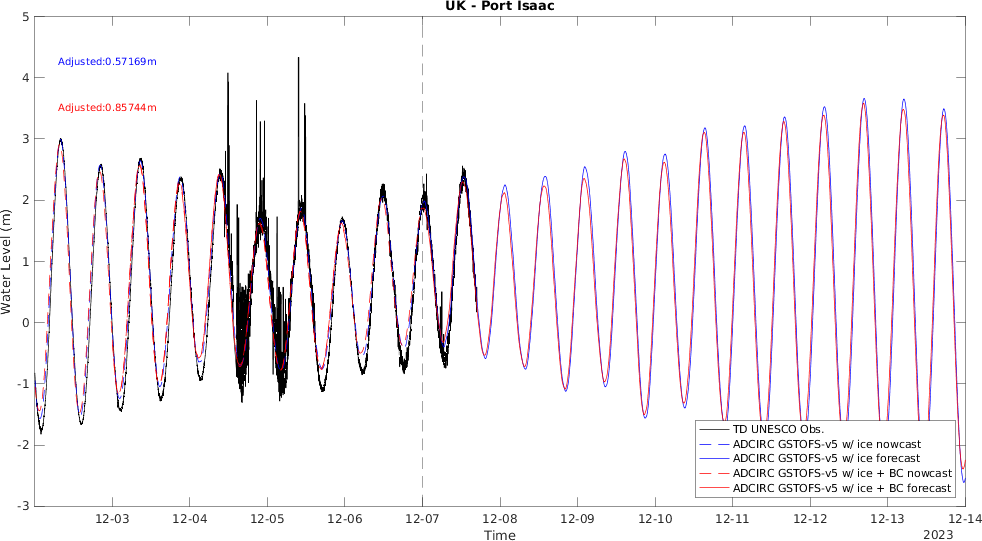 UK - Port Isaac
Adjusted:0.57169m
Adjusted:0.85744m
Water Level (m)
5
4
3
2
1
0
-1
-2
-3
TD UNESCO Obs.
ADCIRC GSTOFS-v5 w/ ice nowcast
ADCIRC GSTOFS-v5 w/ ice forecast
ADCIRC GSTOFS-v5 w/ ice + BC nowcast
ADCIRC GSTOFS-v5 w/ ice + BC forecast
12-03 12-04 12-05 12-06 12-07 12-08 12-09 12-10 12-11 12-12 12-13 12-14
Time
2023